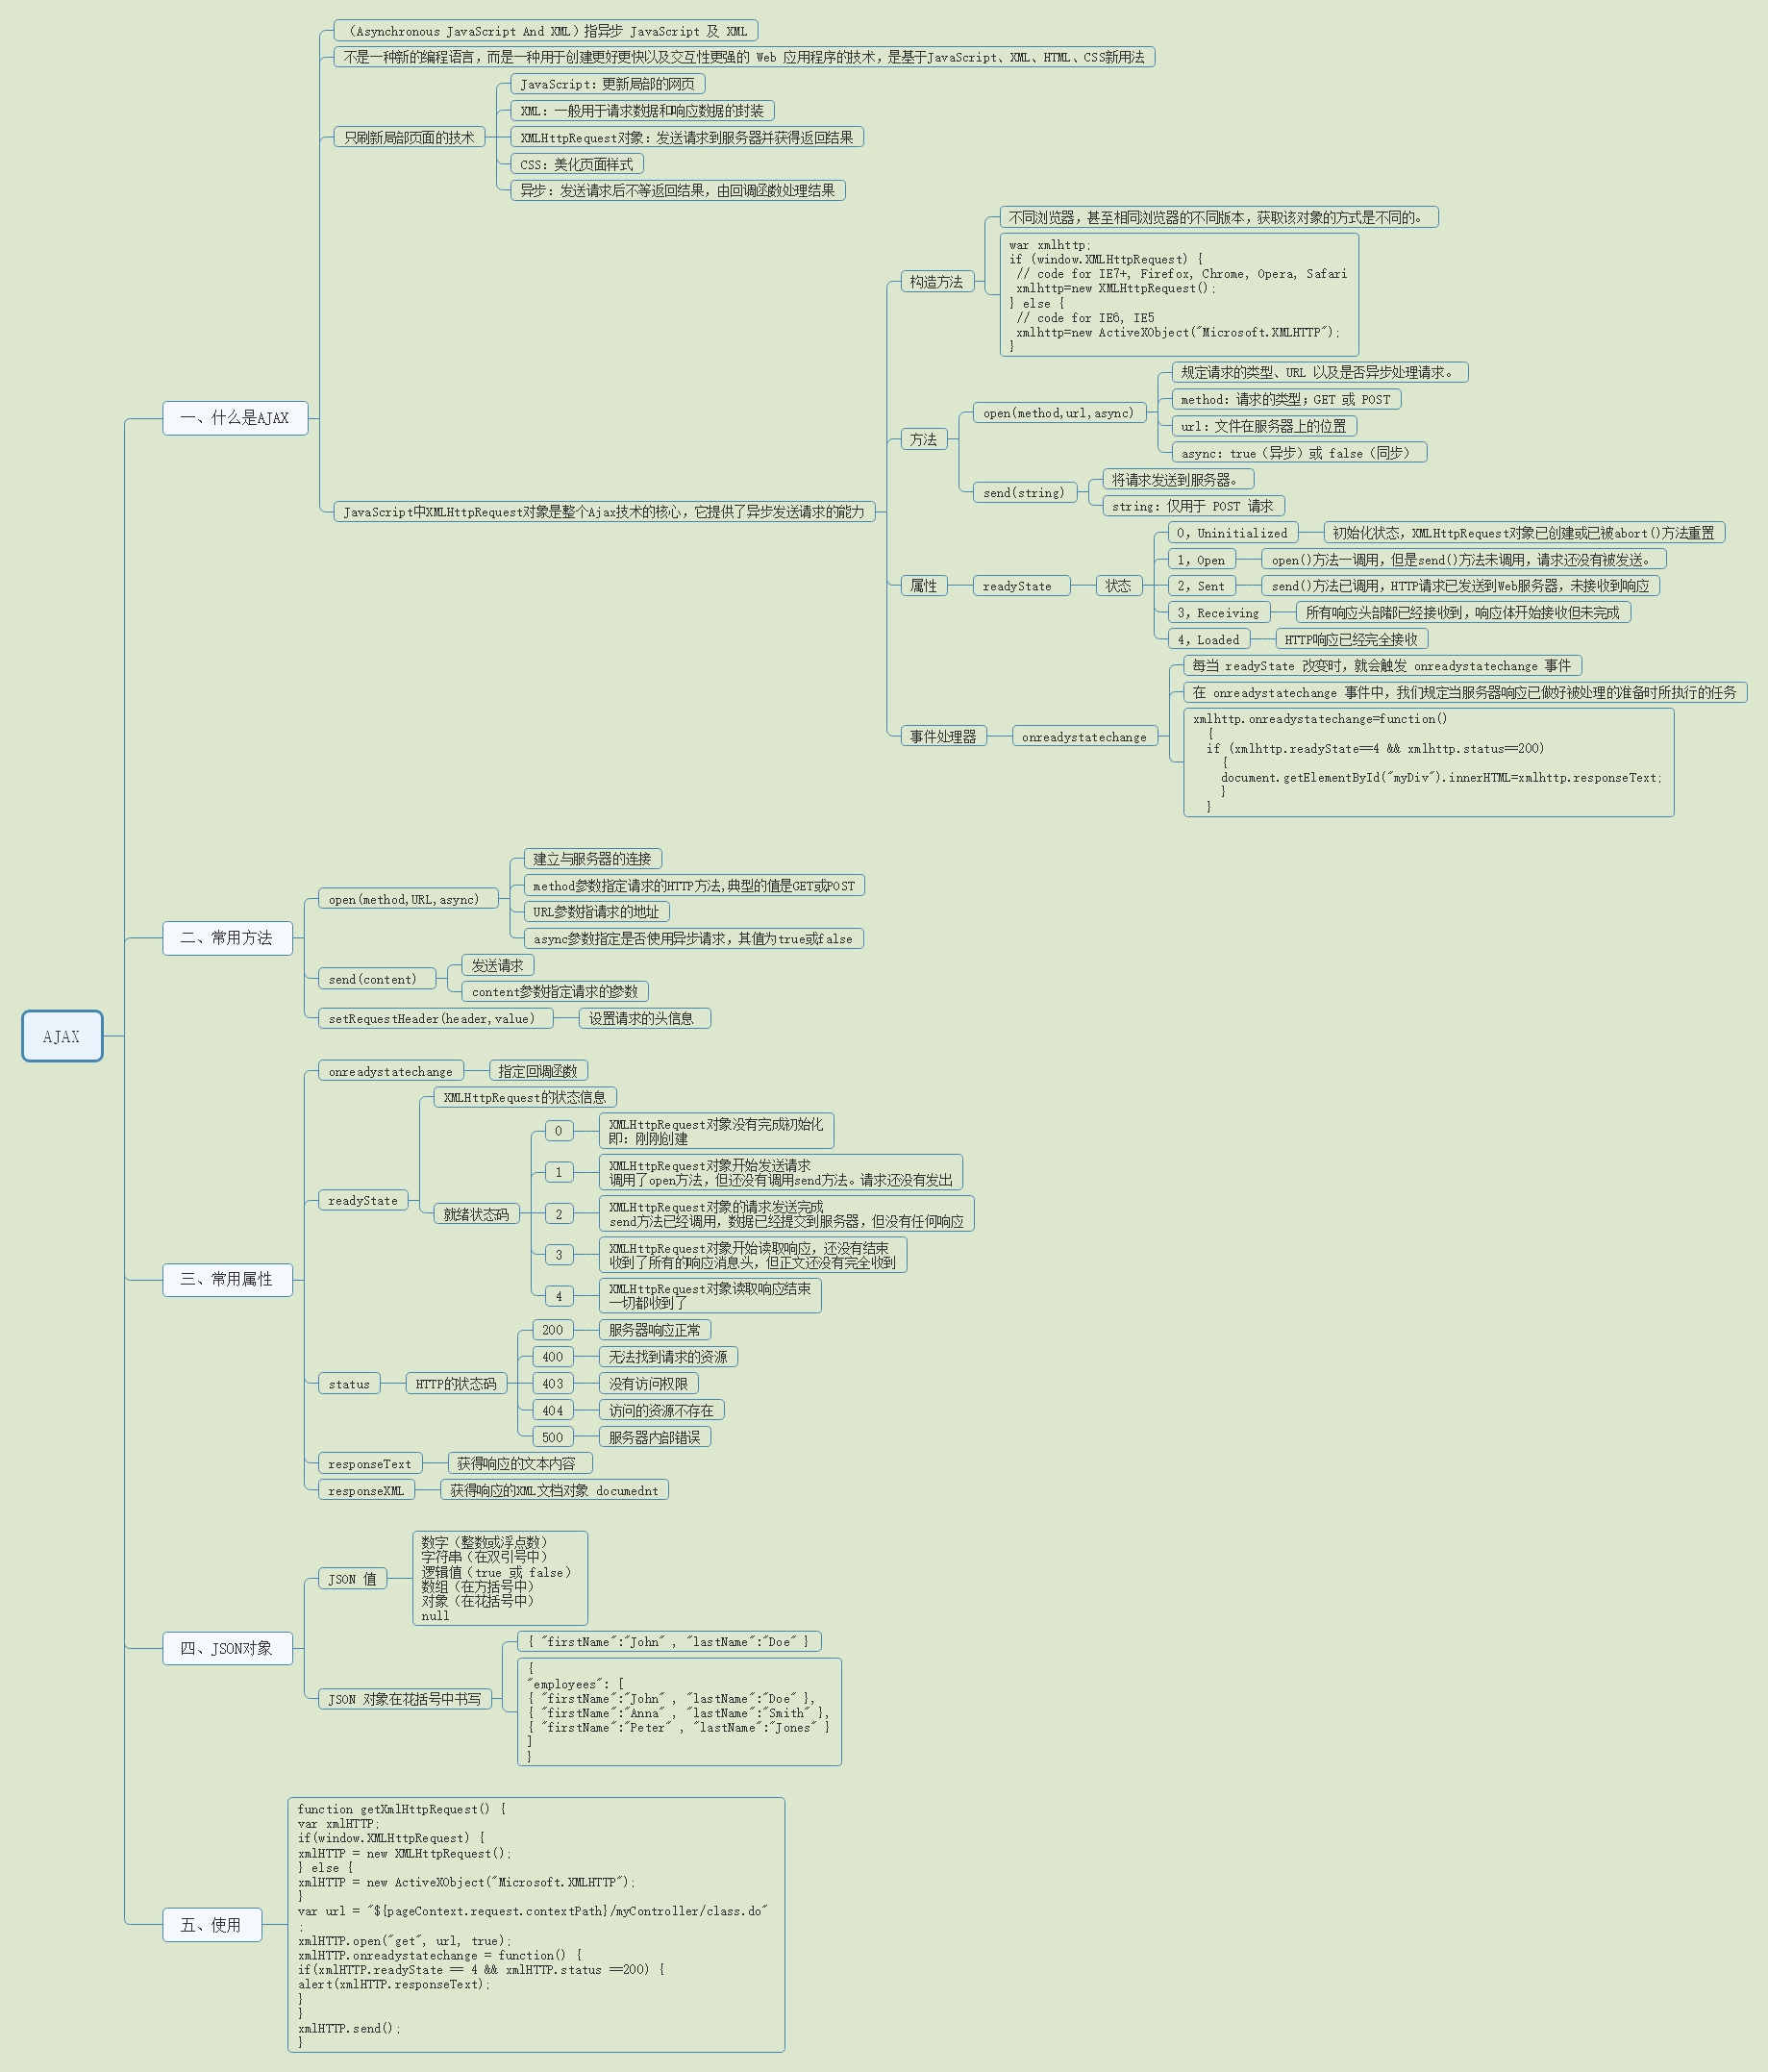 AJAX
一、什么是AJAX
（Asynchronous JavaScript And XML）指异步 JavaScript 及 XML
不是一种新的编程语言，而是一种用于创建更好更快以及交互性更强的 Web 应用程序的技术，是基于JavaScript、XML、HTML、CSS新用法
只刷新局部页面的技术
JavaScript：更新局部的网页
XML：一般用于请求数据和响应数据的封装
XMLHttpRequest对象：发送请求到服务器并获得返回结果
CSS：美化页面样式
异步：发送请求后不等返回结果，由回调函数处理结果
JavaScript中XMLHttpRequest对象是整个Ajax技术的核心，它提供了异步发送请求的能力
构造方法
不同浏览器，甚至相同浏览器的不同版本，获取该对象的方式是不同的。
var xmlhttp;
if (window.XMLHttpRequest) {
// code for IE7+, Firefox, Chrome, Opera, Safari
xmlhttp=new XMLHttpRequest();
} else {
// code for IE6, IE5
xmlhttp=new ActiveXObject("Microsoft.XMLHTTP");
}
方法
open(method,url,async)
规定请求的类型、URL 以及是否异步处理请求。
method：请求的类型；GET 或 POST
url：文件在服务器上的位置
async：true（异步）或 false（同步）
send(string)
将请求发送到服务器。
string：仅用于 POST 请求
属性
readyState
状态
0，Uninitialized
初始化状态，XMLHttpRequest对象已创建或已被abort()方法重置
1，Open
open()方法一调用，但是send()方法未调用，请求还没有被发送。
2，Sent
send()方法已调用，HTTP请求已发送到Web服务器，未接收到响应
3，Receiving
所有响应头部都已经接收到，响应体开始接收但未完成
4，Loaded
HTTP响应已经完全接收
事件处理器
onreadystatechange
每当 readyState 改变时，就会触发 onreadystatechange 事件
在 onreadystatechange 事件中，我们规定当服务器响应已做好被处理的准备时所执行的任务
xmlhttp.onreadystatechange=function()
{
if (xmlhttp.readyState==4 && xmlhttp.status==200)
{
document.getElementById("myDiv").innerHTML=xmlhttp.responseText;
}
}
二、常用方法
open(method,URL,async)
建立与服务器的连接
method参数指定请求的HTTP方法,典型的值是GET或POST
URL参数指请求的地址
async参数指定是否使用异步请求，其值为true或false
send(content)
发送请求
content参数指定请求的参数
setRequestHeader(header,value)
设置请求的头信息
三、常用属性
onreadystatechange
指定回调函数
readyState
XMLHttpRequest的状态信息
就绪状态码
0
XMLHttpRequest对象没有完成初始化
即：刚刚创建
1
XMLHttpRequest对象开始发送请求
调用了open方法，但还没有调用send方法。请求还没有发出
2
XMLHttpRequest对象的请求发送完成
send方法已经调用，数据已经提交到服务器，但没有任何响应
3
XMLHttpRequest对象开始读取响应，还没有结束
收到了所有的响应消息头，但正文还没有完全收到
4
XMLHttpRequest对象读取响应结束
一切都收到了
status
HTTP的状态码
200
服务器响应正常
400
无法找到请求的资源
403
没有访问权限
404
访问的资源不存在
500
服务器内部错误
responseText
获得响应的文本内容
responseXML
获得响应的XML文档对象 documednt
四、JSON对象
JSON 值
数字（整数或浮点数）
字符串（在双引号中）
逻辑值（true 或 false）
数组（在方括号中）
对象（在花括号中）
null
JSON 对象在花括号中书写
{ "firstName":"John" , "lastName":"Doe" }
{
"employees": [
{ "firstName":"John" , "lastName":"Doe" },
{ "firstName":"Anna" , "lastName":"Smith" },
{ "firstName":"Peter" , "lastName":"Jones" }
]
}
五、使用
function getXmlHttpRequest() {
var xmlHTTP;
if(window.XMLHttpRequest) {
xmlHTTP = new XMLHttpRequest();
} else {
xmlHTTP = new ActiveXObject("Microsoft.XMLHTTP");
}
var url = "${pageContext.request.contextPath}/myController/class.do"
;
xmlHTTP.open("get", url, true);
xmlHTTP.onreadystatechange = function() {
if(xmlHTTP.readyState == 4 && xmlHTTP.status ==200) {
alert(xmlHTTP.responseText);
}
}
xmlHTTP.send();
}